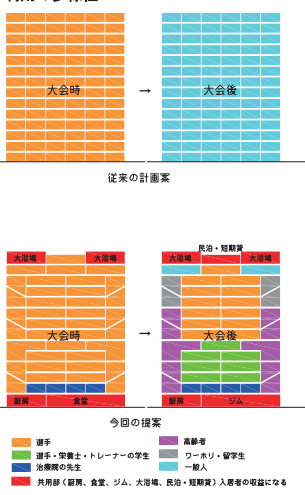 大会時 → 大会後
従来の計画案
民泊・短期貸
大浴場 大浴場 大浴場 大浴場
大会時 → 大会後
厨房 食堂 厨房 ジム
今回の提案
選手 高齢者
選手・栄養士・トレーナーの学生 ワーホリ・留学生
治療院の先生 一般人
共用部（厨房、食堂、ジム、大浴場、民泊・短期貸）入居者の収益になる